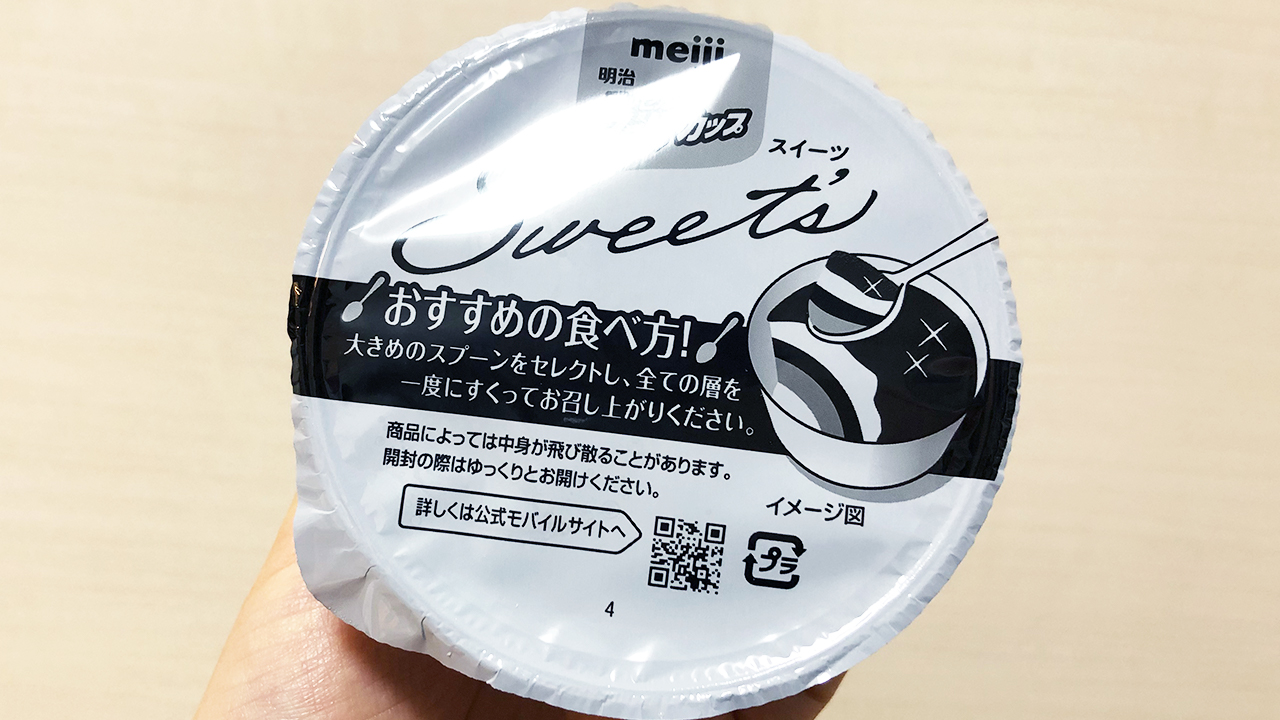 meiji
明治
カップ
スイーツ
Sweet's
おすすめの食べ方!
大きめのスプーンをセレクトし、全ての層を
一度にすくってお召し上がりください。
商品によっては中身が飛び散ることがあります。
開封の際はゆっくりとお開けください。
詳しくは公式モバイルサイトへ
イメージ図
プラ
4